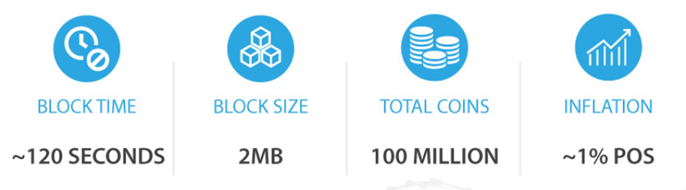 BLOCK TIME
~120 SECONDS
BLOCK SIZE
2MB
TOTAL COINS
100 MILLION
INFLATION
~1% POS